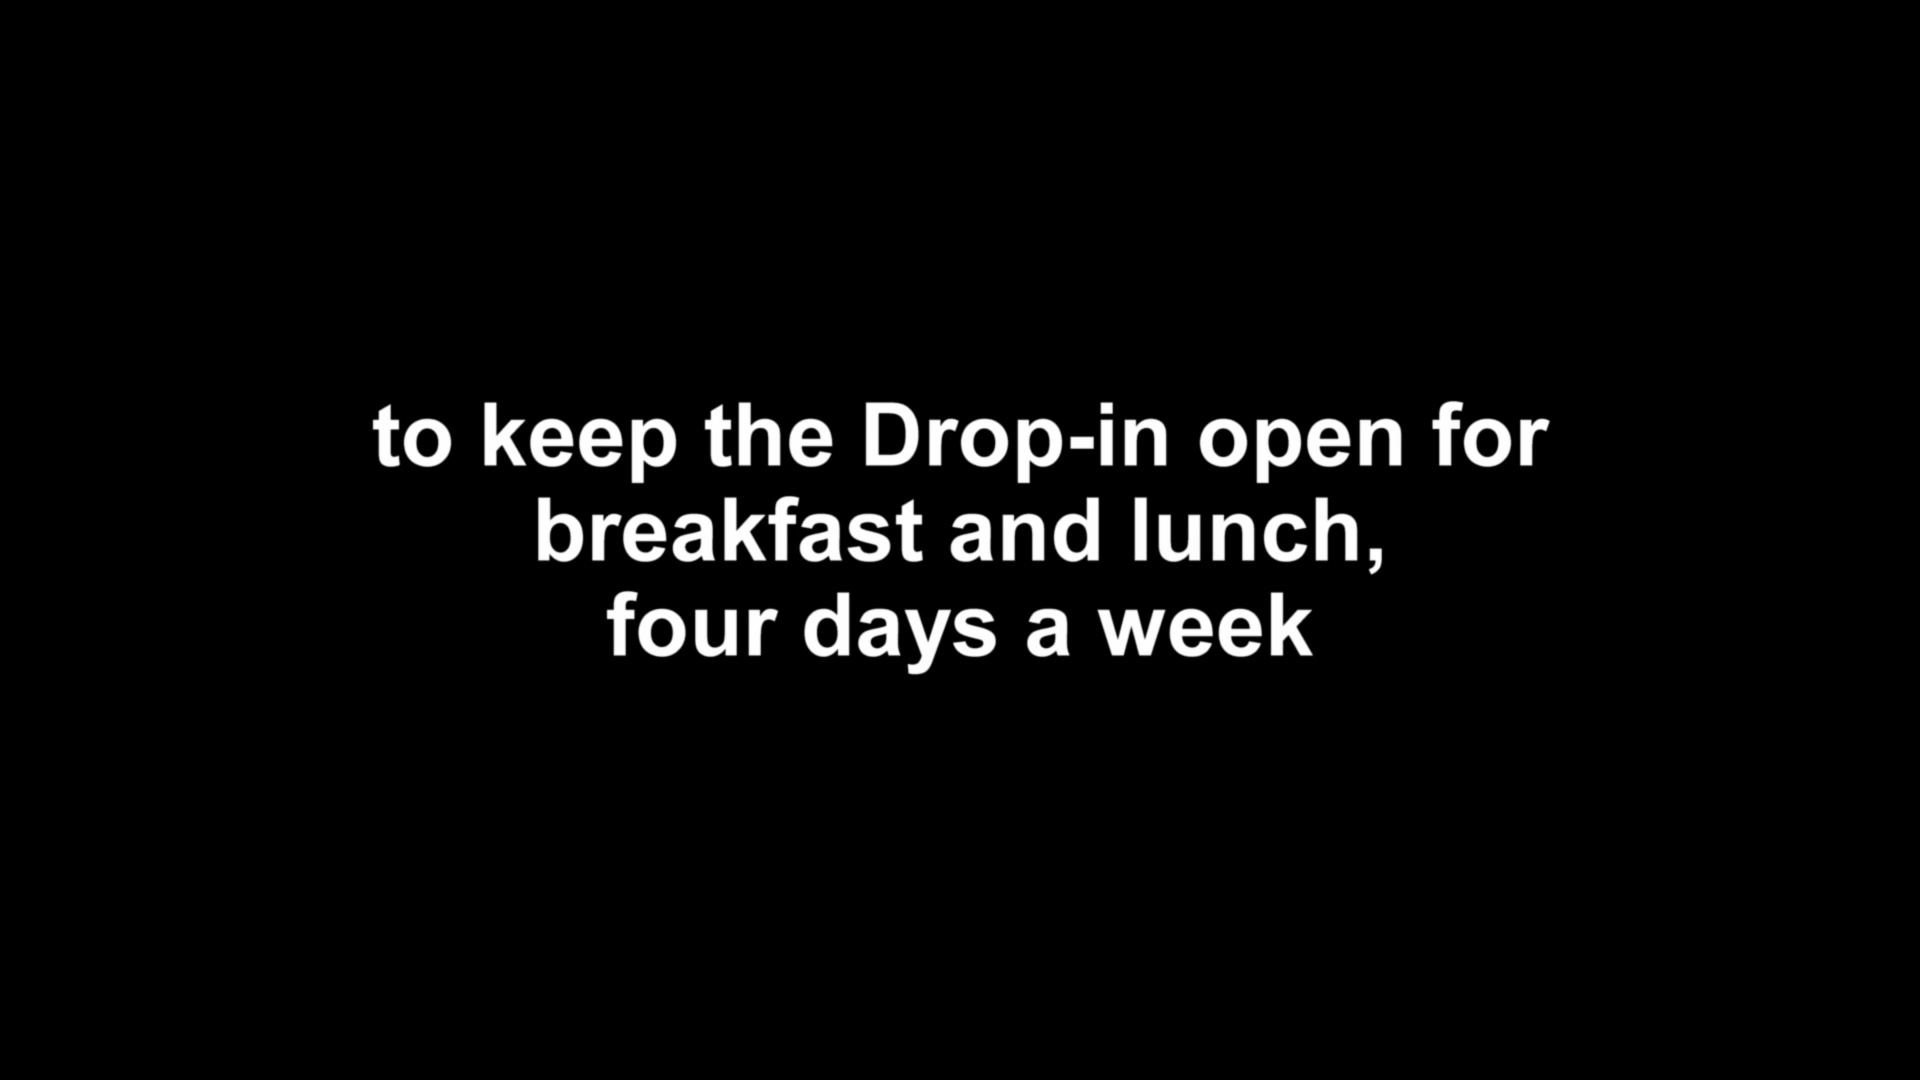 to keep the Drop-in open for
breakfast and lunch,
four days a week